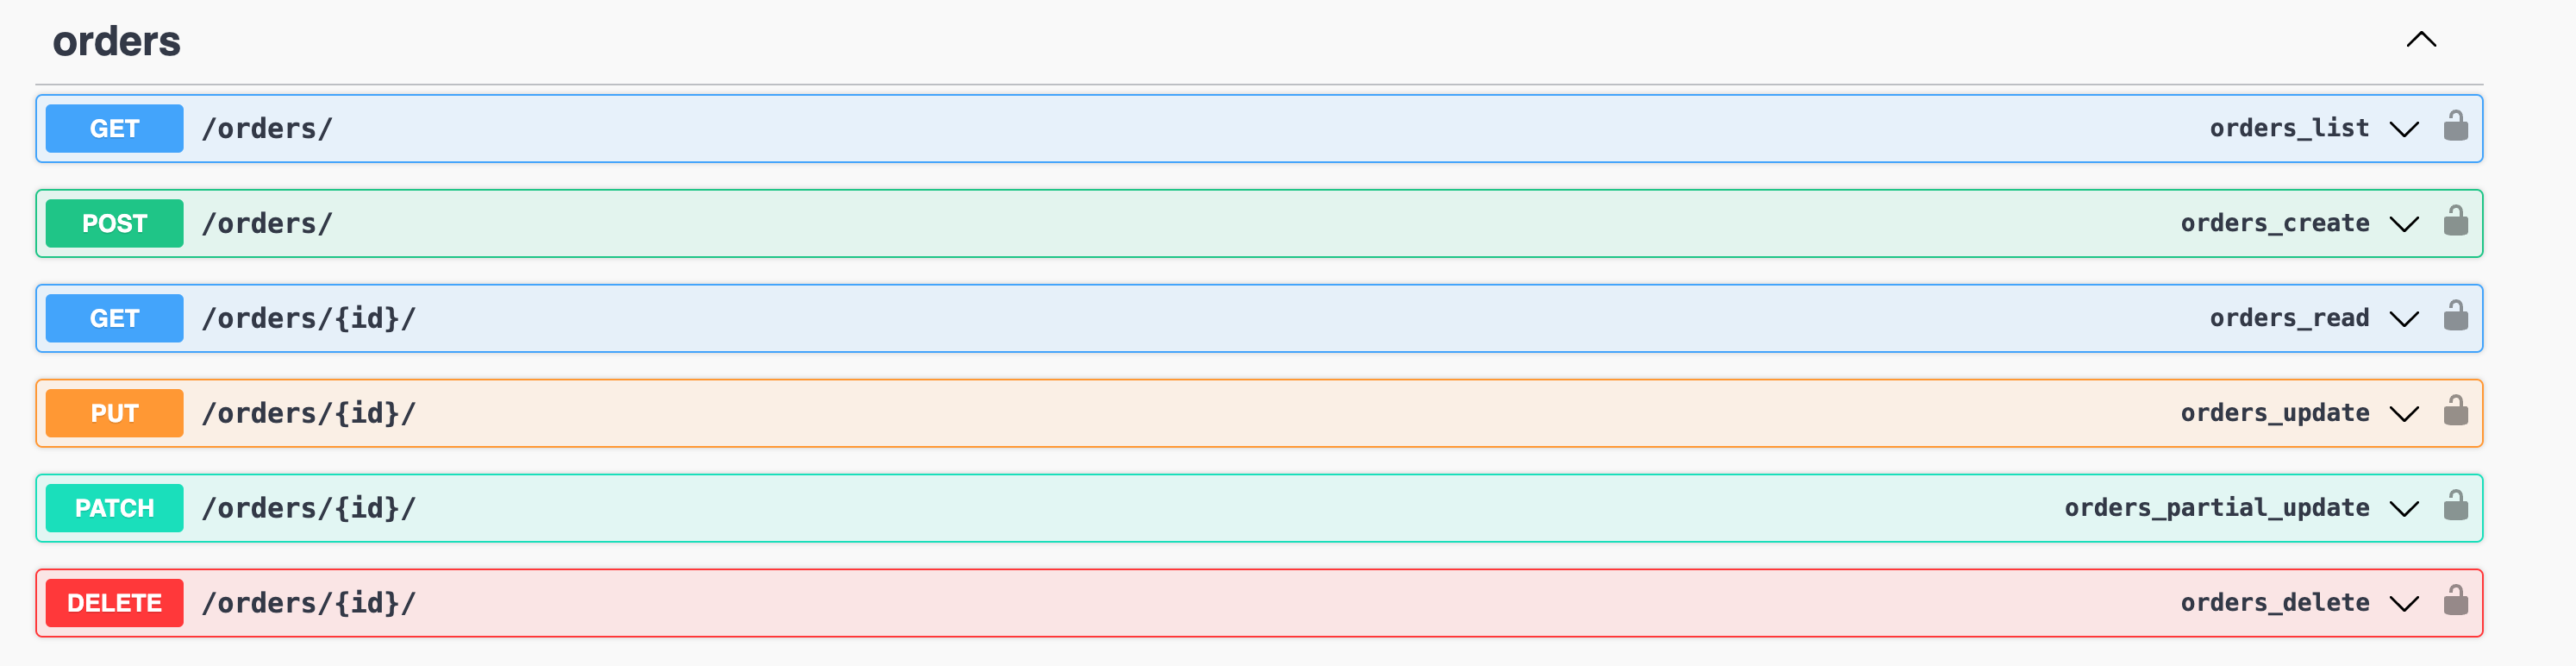 orders
GET /orders/ orders_list
POST /orders/ orders_create
GET /orders/{id}/ orders_read
PUT /orders/{id}/ orders_update
PATCH /orders/{id}/ orders_partial_update
DELETE /orders/{id}/ orders_delete